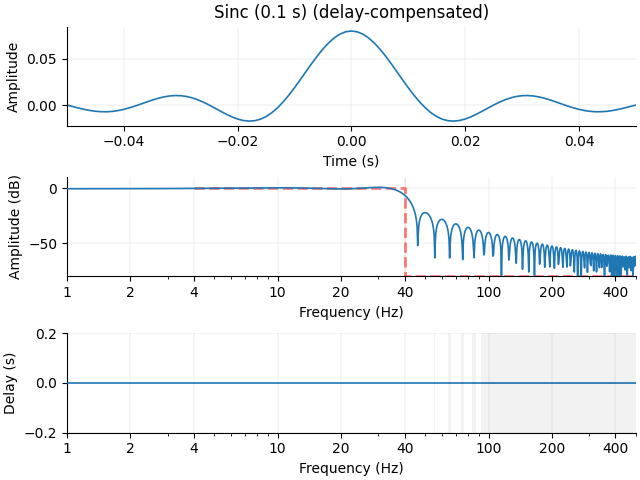 Sinc (0.1 s) (delay-compensated)
Amplitude
0.05
0.00
−0.04 −0.02 0.00 0.02 0.04
Time (s)
Amplitude (dB)
0
−50
1 2 4 10 20 40 100 200 400
Frequency (Hz)
Delay (s)
0.2
0.0
−0.2
1 2 4 10 20 40 100 200 400
Frequency (Hz)